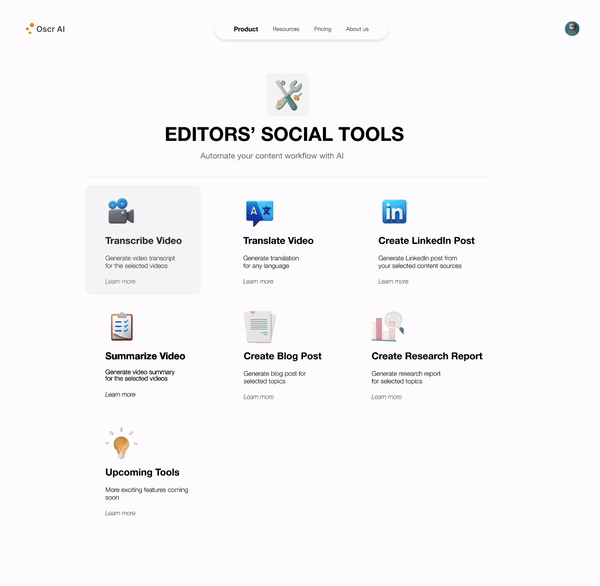 Oscr AI
Product Resources Pricing About us
EDITORS’ SOCIAL TOOLS
Automate your content workflow with AI
A
in
Transcribe Video
Generate video transcript
for the selected videos
Learn more
Translate Video
Generate translation
for any language
Learn more
Create LinkedIn Post
Generate LinkedIn post from
your selected content sources
Learn more
Summarize Video
Generate video summary
for the selected videos
Learn more
Create Blog Post
Generate blog post for
selected topics
Learn more
Create Research Report
Generate research report
for selected topics
Learn more
Upcoming Tools
More exciting features coming
soon
Learn more